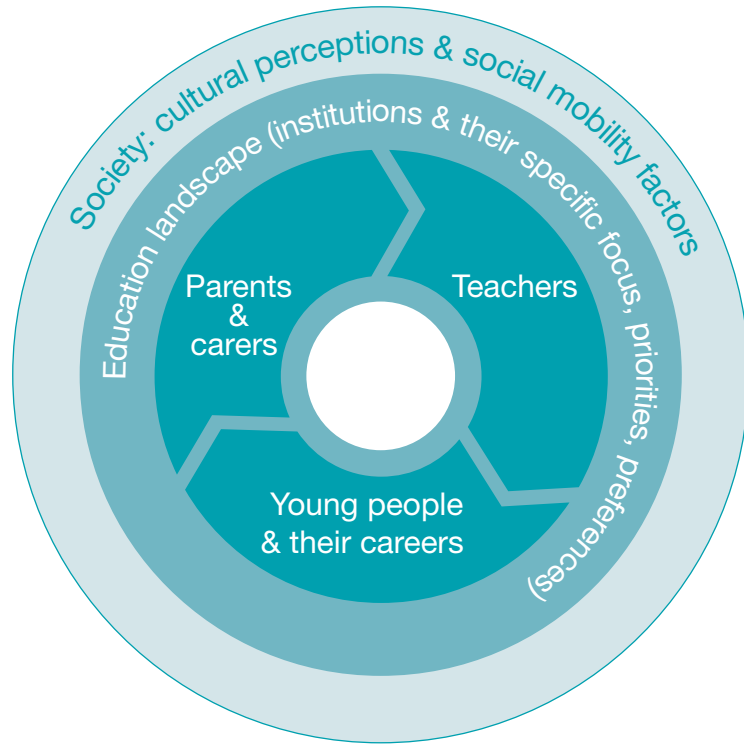 Society: cultural perceptions & social mobility factors
Education landscape (institutions & their specific focus, priorities, preferences)
Parents
&
carers
Teachers
Young people
& their careers